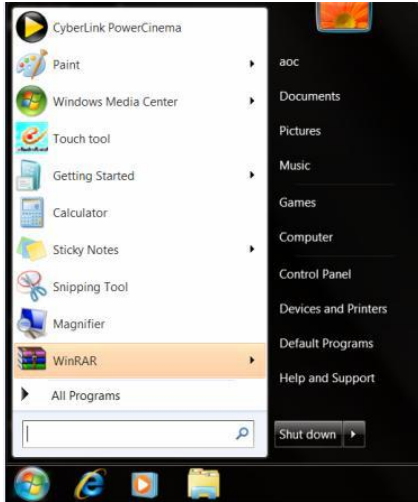 CyberLink PowerCinema
Paint
Windows Media Center
Touch tool
Getting Started
Calculator
Sticky Notes
Snipping Tool
Magnifier
WinRAR
All Programs
aoc
Documents
Pictures
Music
Games
Computer
Control Panel
Devices and Printers
Default Programs
Help and Support
Shut down